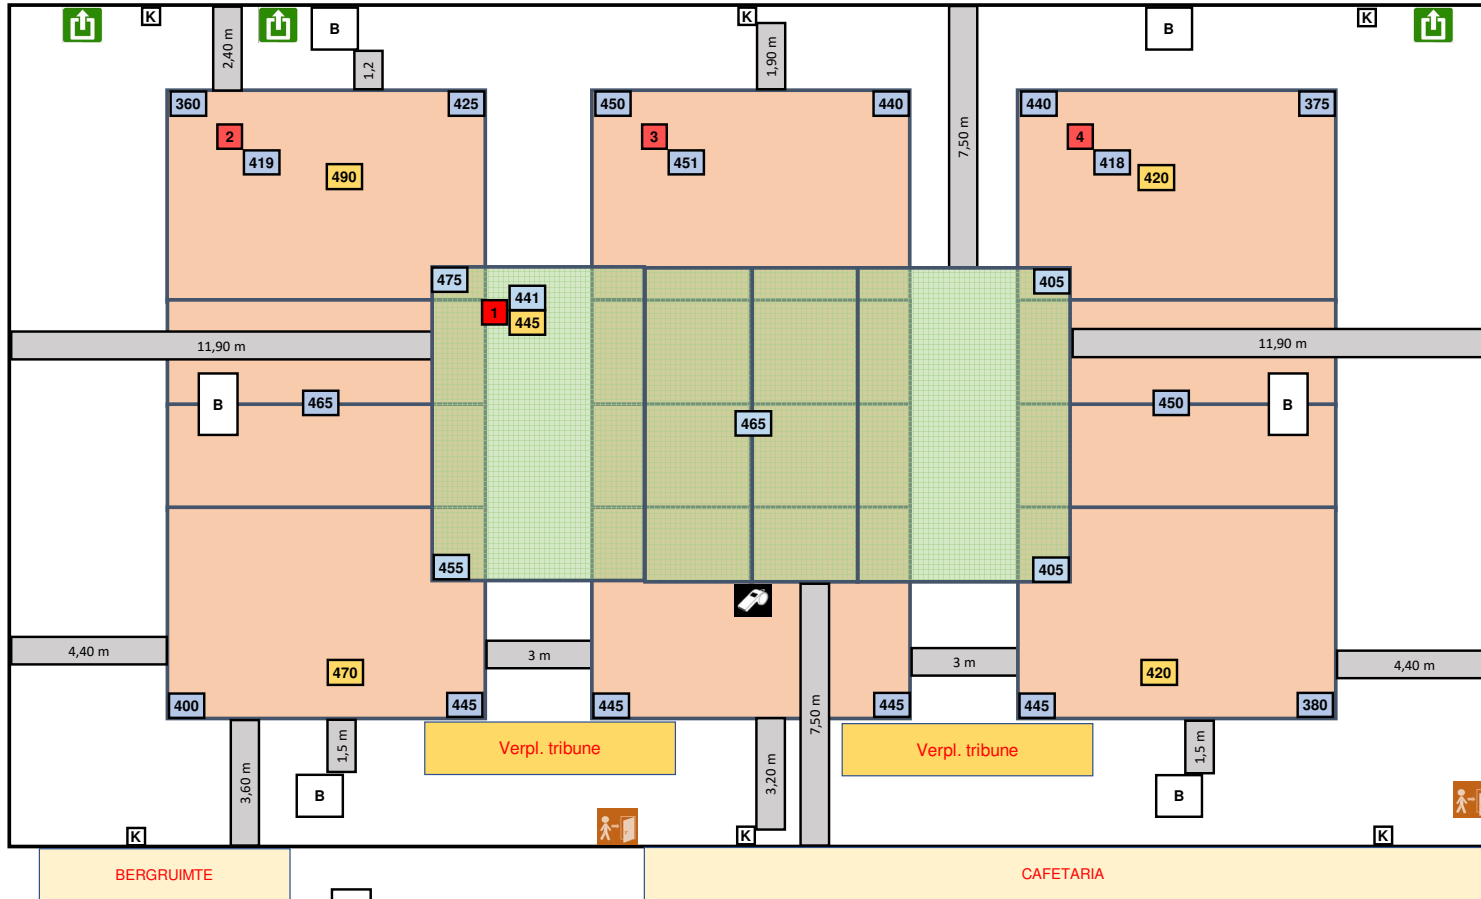 K
K
K
B
B
2,40 m
1,2
1,90 m
7,50 m
360
425
450
440
440
375
2
3
4
419
451
418
490
420
475
405
441
1
445
11,90 m
11,90 m
B
465
465
450
B
455
405
4,40 m
3 m
3 m
4,40 m
470
420
400
445
445
445
445
380
7,50 m
1,5 m
1,5 m
Verpl. tribune
Verpl. tribune
3,60 m
3,20 m
B
B
K
K
K
BERGRUIMTE
CAFETARIA